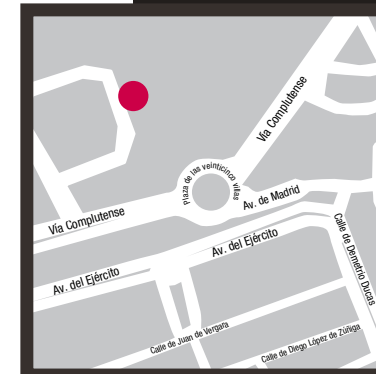 Vía Complutense
Plaza de las veinticinco villas
Av. de Madrid
Vía Complutense
Av. del Ejército
Av. del Ejército
Calle de Demetrio Ducas
Calle de Juan de Vergara
Calle de Diego López de Zúñiga